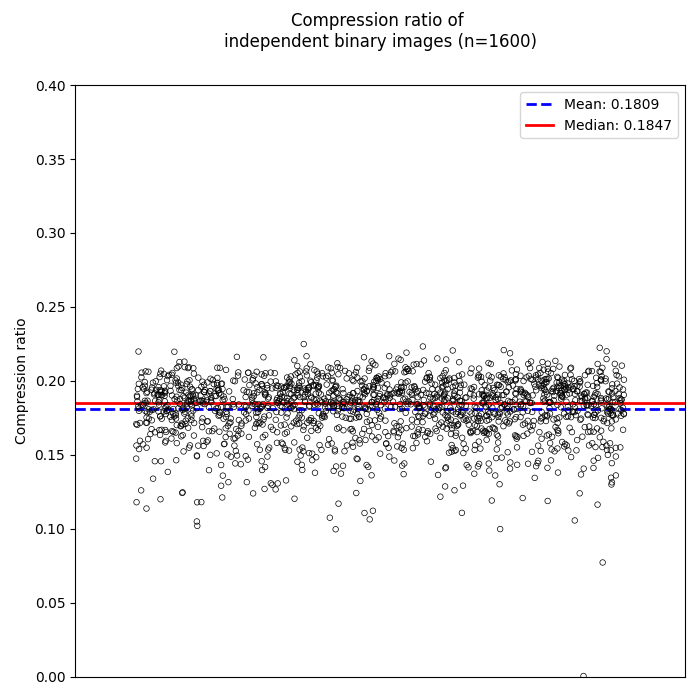 Compression ratio of
independent binary images (n=1600)
0.40
Mean: 0.1809
Median: 0.1847
0.35
0.30
0.25
0.20
0.15
0.10
0.05
0.00
Compression ratio